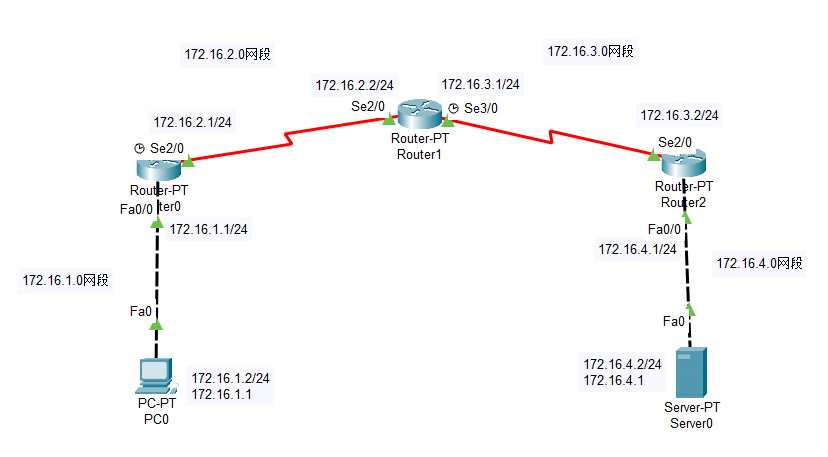 172.16.2.0网段
172.16.3.0网段
172.16.2.2/24
172.16.3.1/24
Se2/0
Se3/0
172.16.2.1/24
172.16.3.2/24
Se2/0
Se2/0
Router-PT
Router1
Router-PT
ter0
Router-PT
Router2
Fa0/0
172.16.1.1/24
Fa0/0
172.16.4.1/24
172.16.4.0网段
172.16.1.0网段
Fa0
Fa0
172.16.1.2/24
172.16.1.1
172.16.4.2/24
172.16.4.1
PC-PT
PC0
Server-PT
Server0